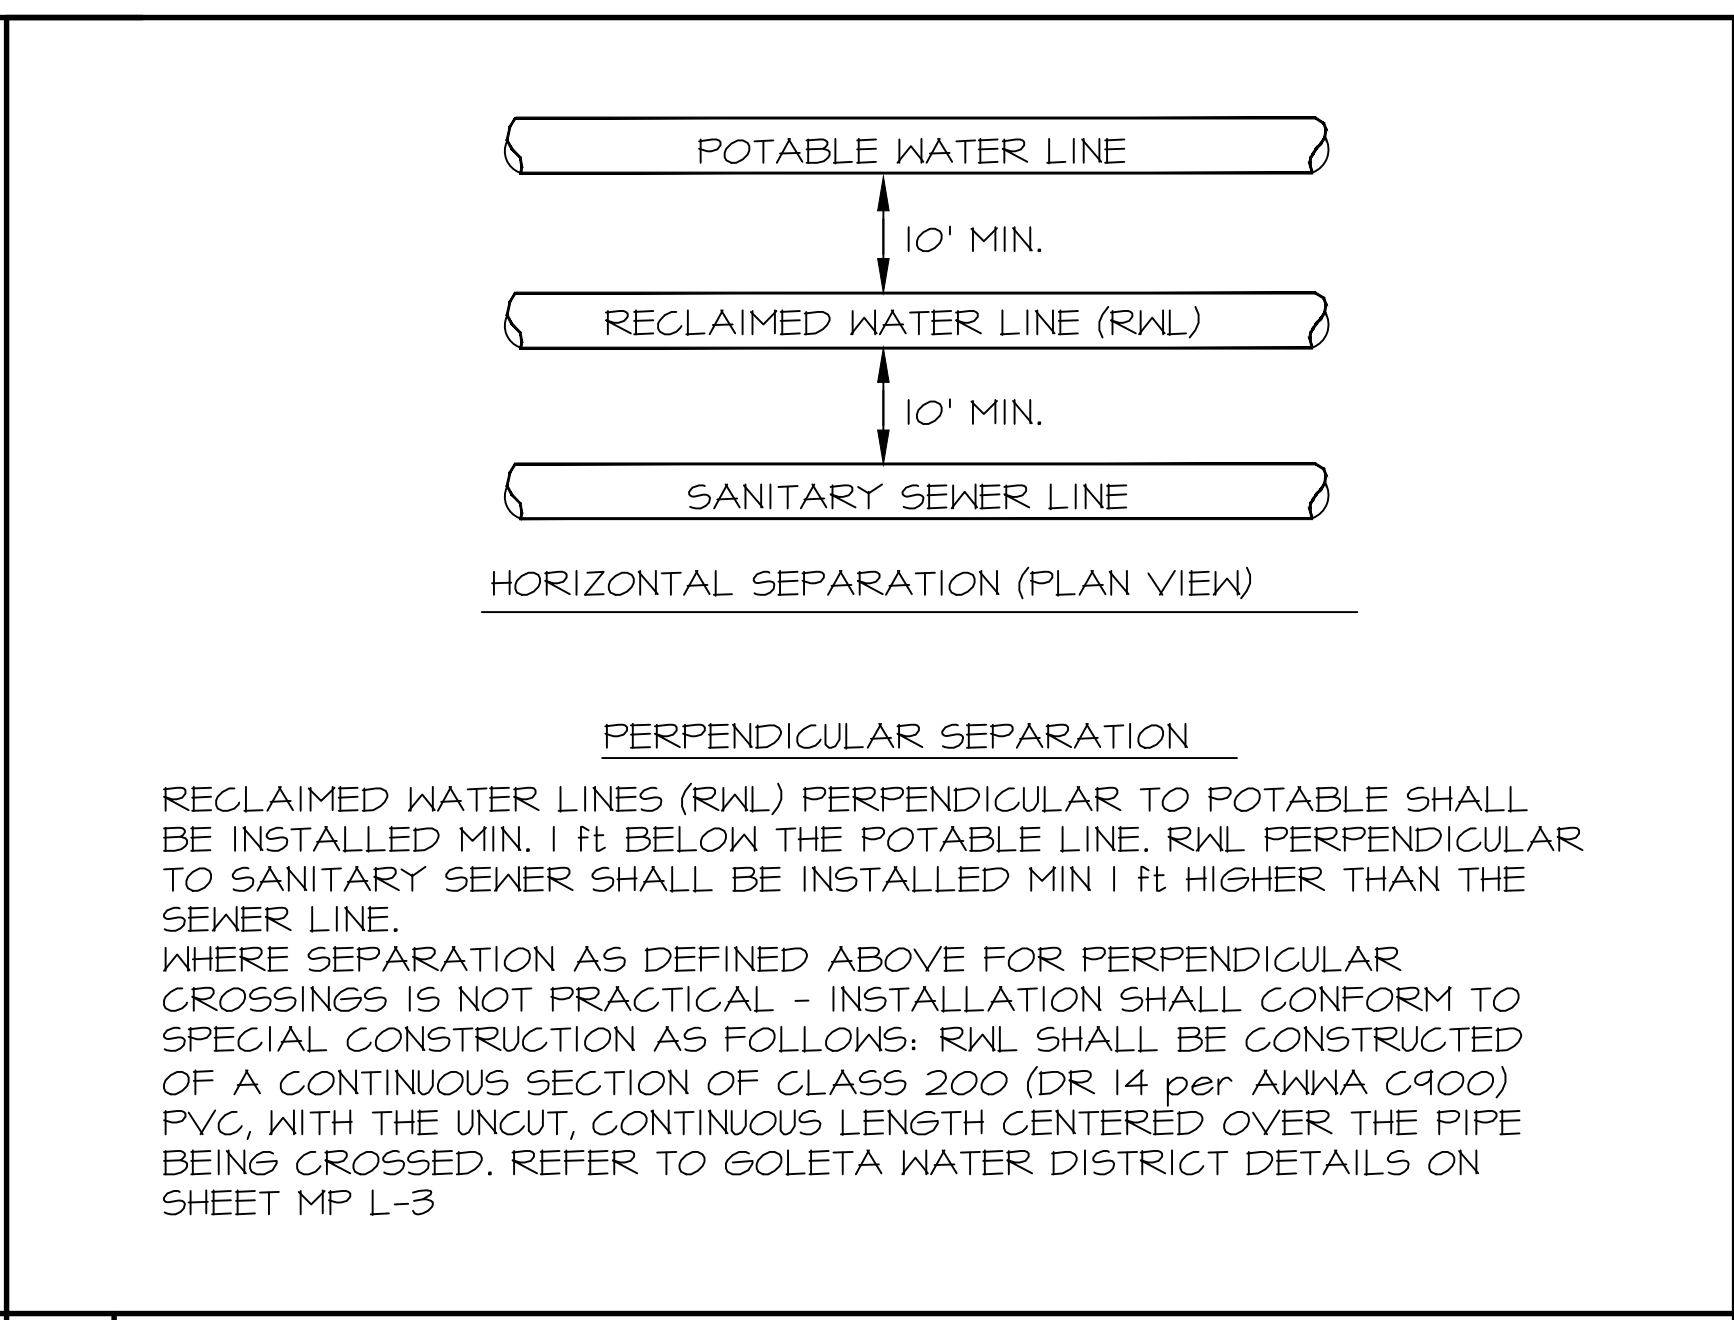 POTABLE WATER LINE
10' MIN.
RECLAIMED WATER LINE (RWL)
10' MIN.
SANITARY SEWER LINE
HORIZONTAL SEPARATION (PLAN VIEW)
PERPENDICULAR SEPARATION
RECLAIMED WATER LINES (RWL) PERPENDICULAR TO POTABLE SHALL
BE INSTALLED MIN. 1 ft BELOW THE POTABLE LINE. RWL PERPENDICULAR
TO SANITARY SEWER SHALL BE INSTALLED MIN 1 ft HIGHER THAN THE
SEWER LINE.
WHERE SEPARATION AS DEFINED ABOVE FOR PERPENDICULAR
CROSSINGS IS NOT PRACTICAL - INSTALLATION SHALL CONFORM TO
SPECIAL CONSTRUCTION AS FOLLOWS: RWL SHALL BE CONSTRUCTED
OF A CONTINUOUS SECTION OF CLASS 200 (DR 14 per AWWA C900)
PVC, WITH THE UNCUT, CONTINUOUS LENGTH CENTERED OVER THE PIPE
BEING CROSSED. REFER TO GOLETA WATER DISTRICT DETAILS ON
SHEET MP L-3